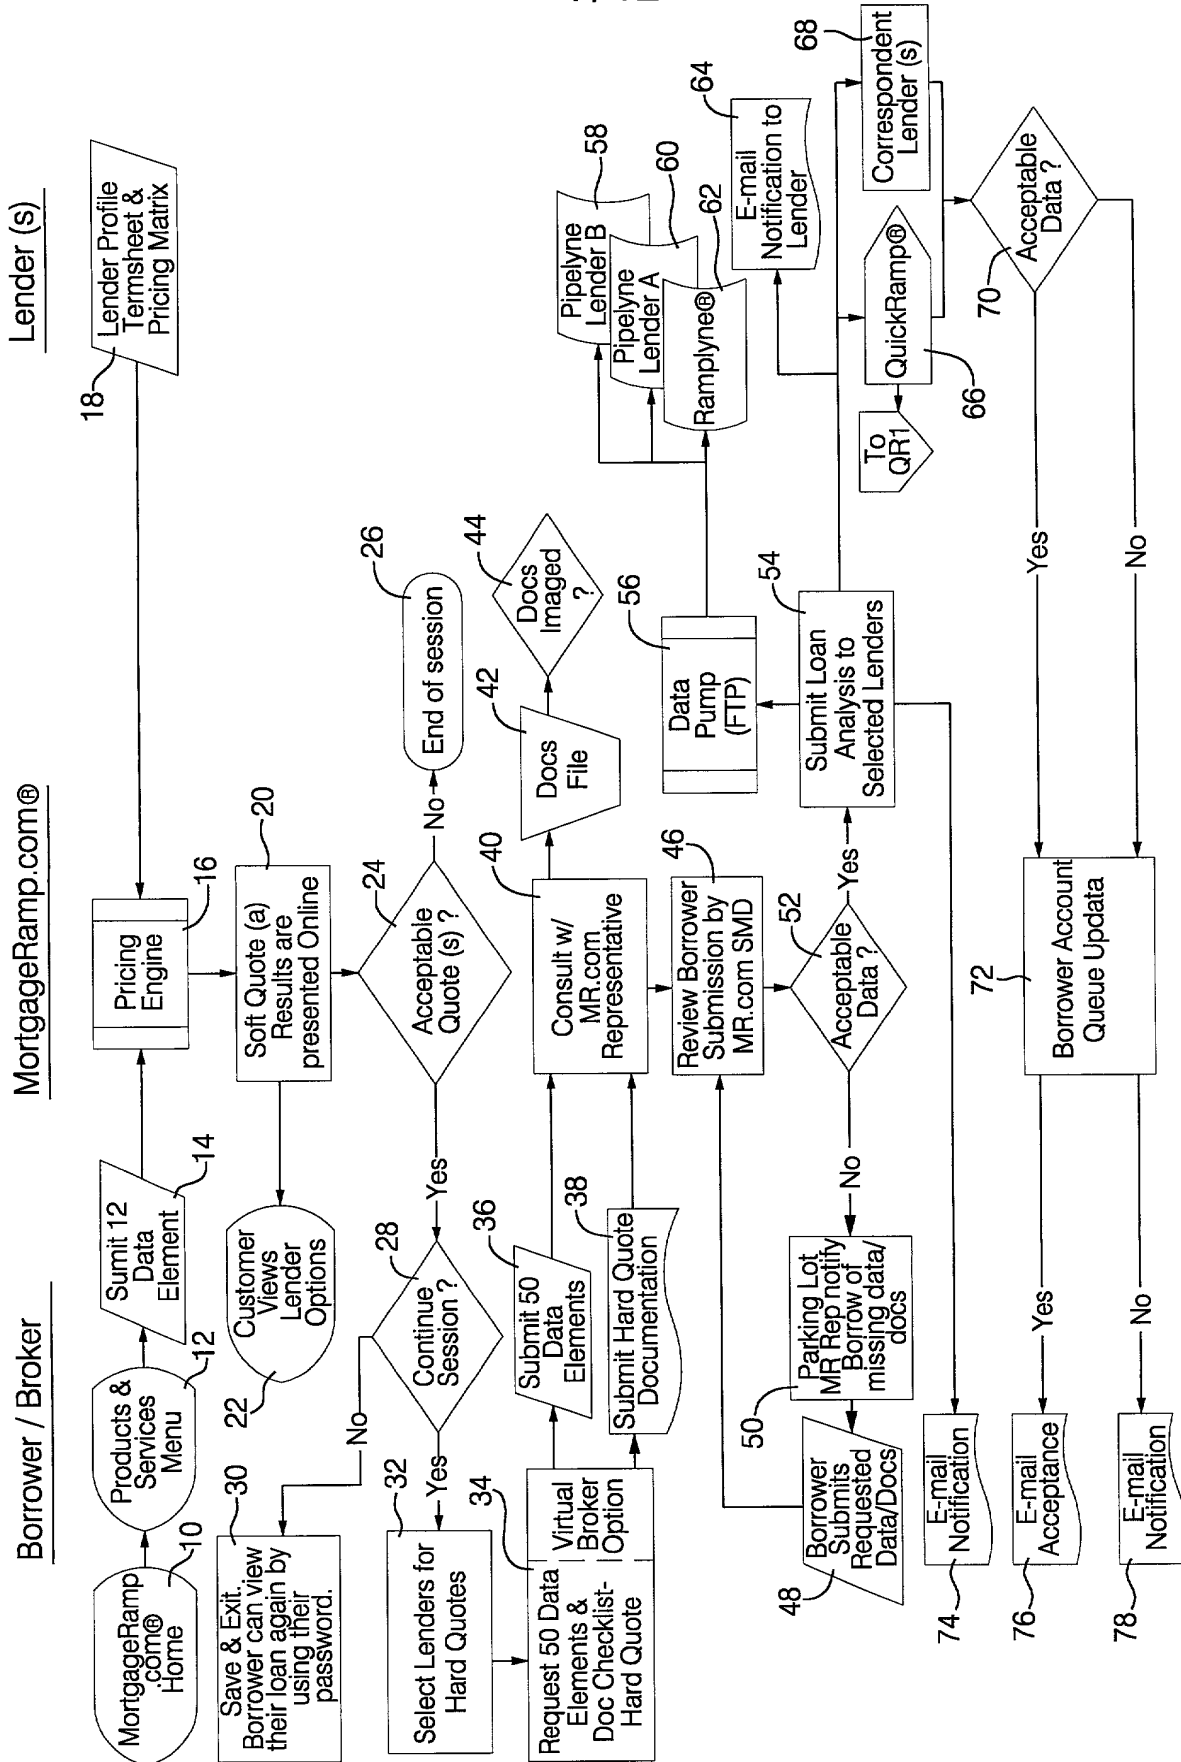 Borrower / Broker
MortgageRamp.com®
Lender (s)
MortgageRamp
.com®
Home
10
Products &
Services
Menu
12
Sumit 12
Data
Element
14
Pricing
Engine
16
18
Lender Profile
Termsheet &
Pricing Matrix
Save & Exit.
Borrower can view
their loan again by
using their
password.
30
Customer
Views
Lender
Options
22
Soft Quote (a)
Results are
presented Online
20
Acceptable
Quote (s) ?
24
No
End of session
26
Yes
Continue
Session ?
28
No
Yes
Select Lenders for
Hard Quotes
32
Request 50 Data
Elements &
Doc Checklist-
Hard Quote
Virtual
Broker
Option
34
Submit 50
Data
Elements
36
Submit Hard Quote
Documentation
38
Consult w/
MR.com
Representative
40
Docs
File
42
Docs
Imaged
?
44
Review Borrower
Submission by
MR.com SMD
46
Acceptable
Data ?
52
No
Yes
Parking Lot
MR Rep notify
Borrow of
missing data/
docs
50
Borrower
Submits
Requested
Data/Docs
48
Submit Loan
Analysis to
Selected Lenders
54
Data
Pump
(FTP)
56
Pipelyne
Lender B
58
Pipelyne
Lender A
60
Ramplyne®
62
E-mail
Notification to
Lender
64
QuickRamp®
66
To
QR1
Correspondent
Lender (s)
68
Acceptable
Data ?
70
Yes
No
Borrower Account
Queue Updata
72
E-mail
Notification
74
Yes
E-mail
Acceptance
76
No
E-mail
Notification
78